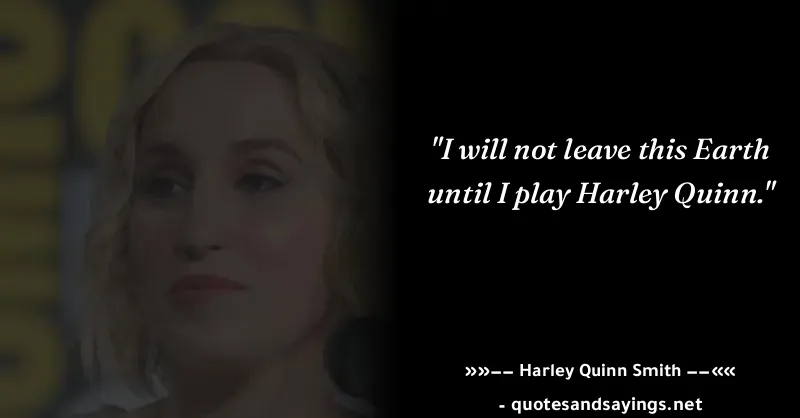 "I will not leave this Earth
until I play Harley Quinn."
»»—— Harley Quinn Smith ——««
- quotesandsayings.net